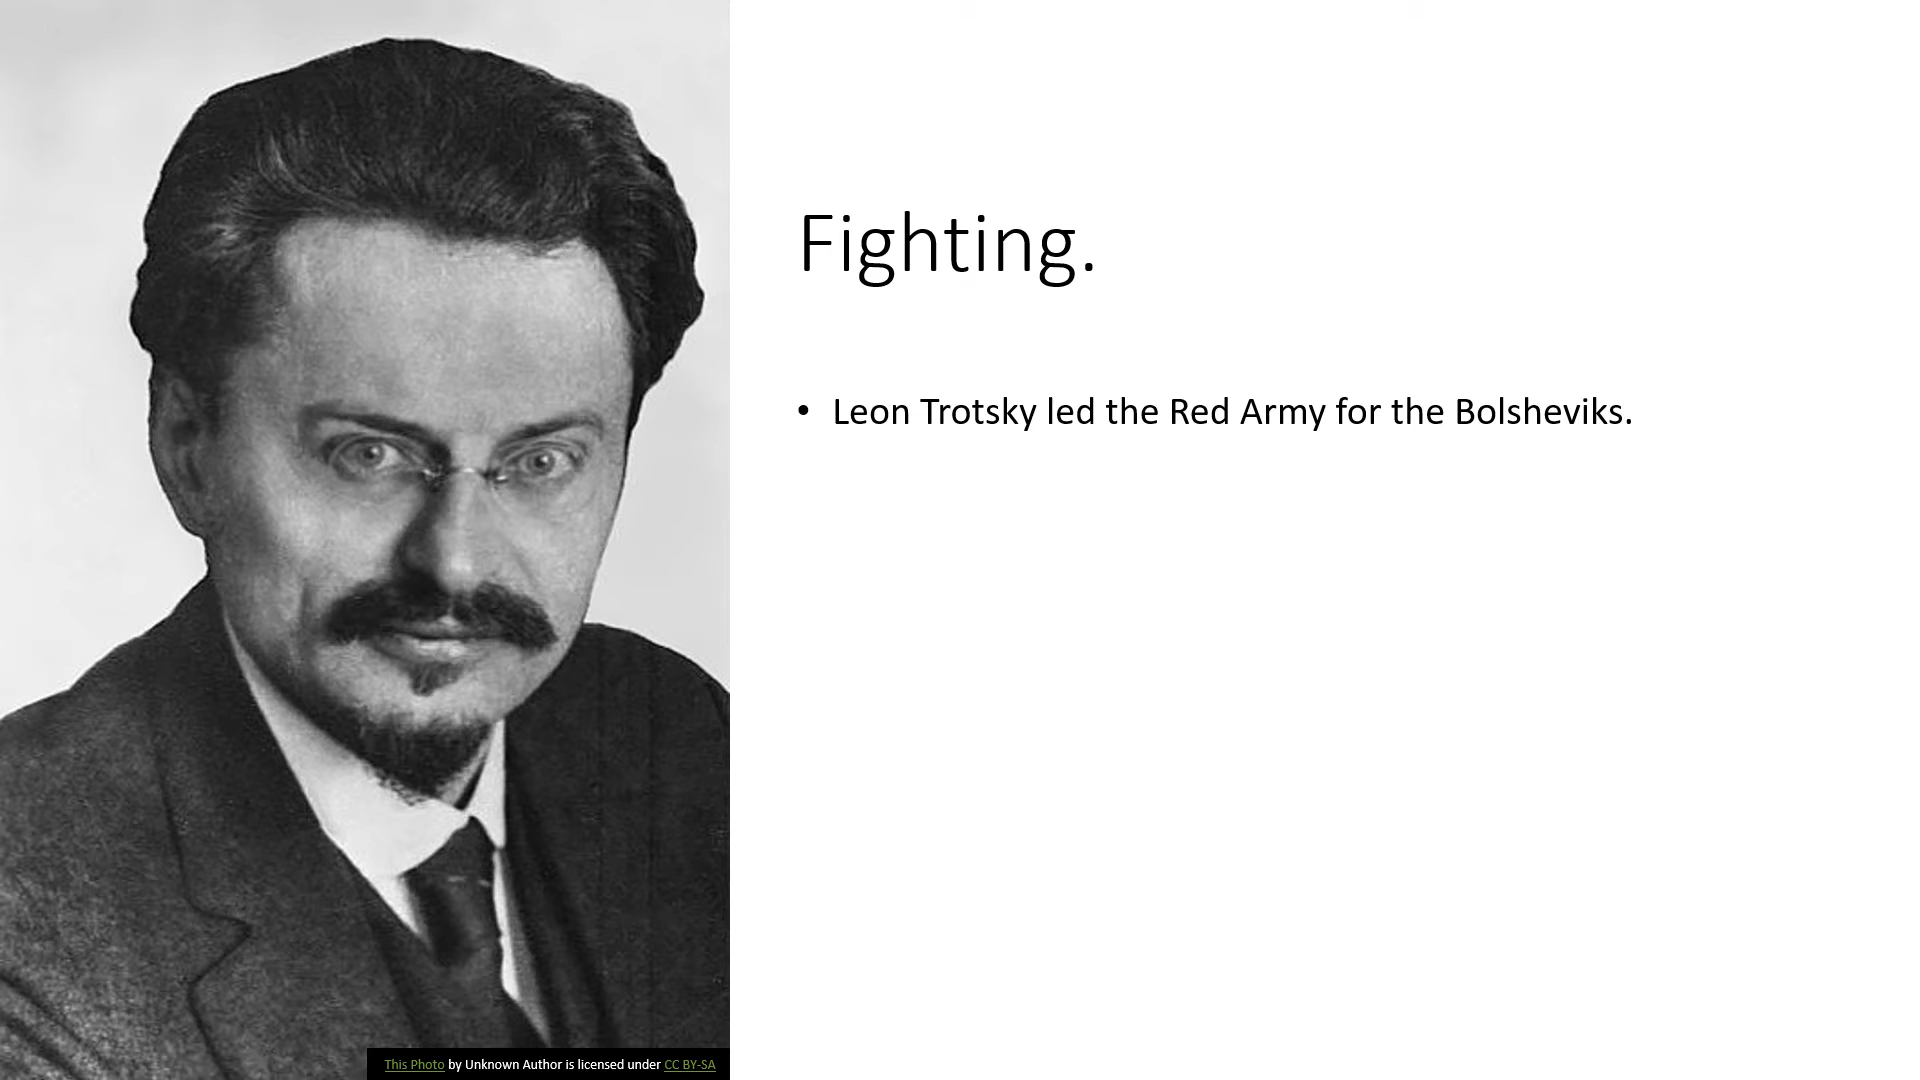 Fighting.
• Leon Trotsky led the Red Army for the Bolsheviks.
This Photo by Unknown Author is licensed under CC BY-SA